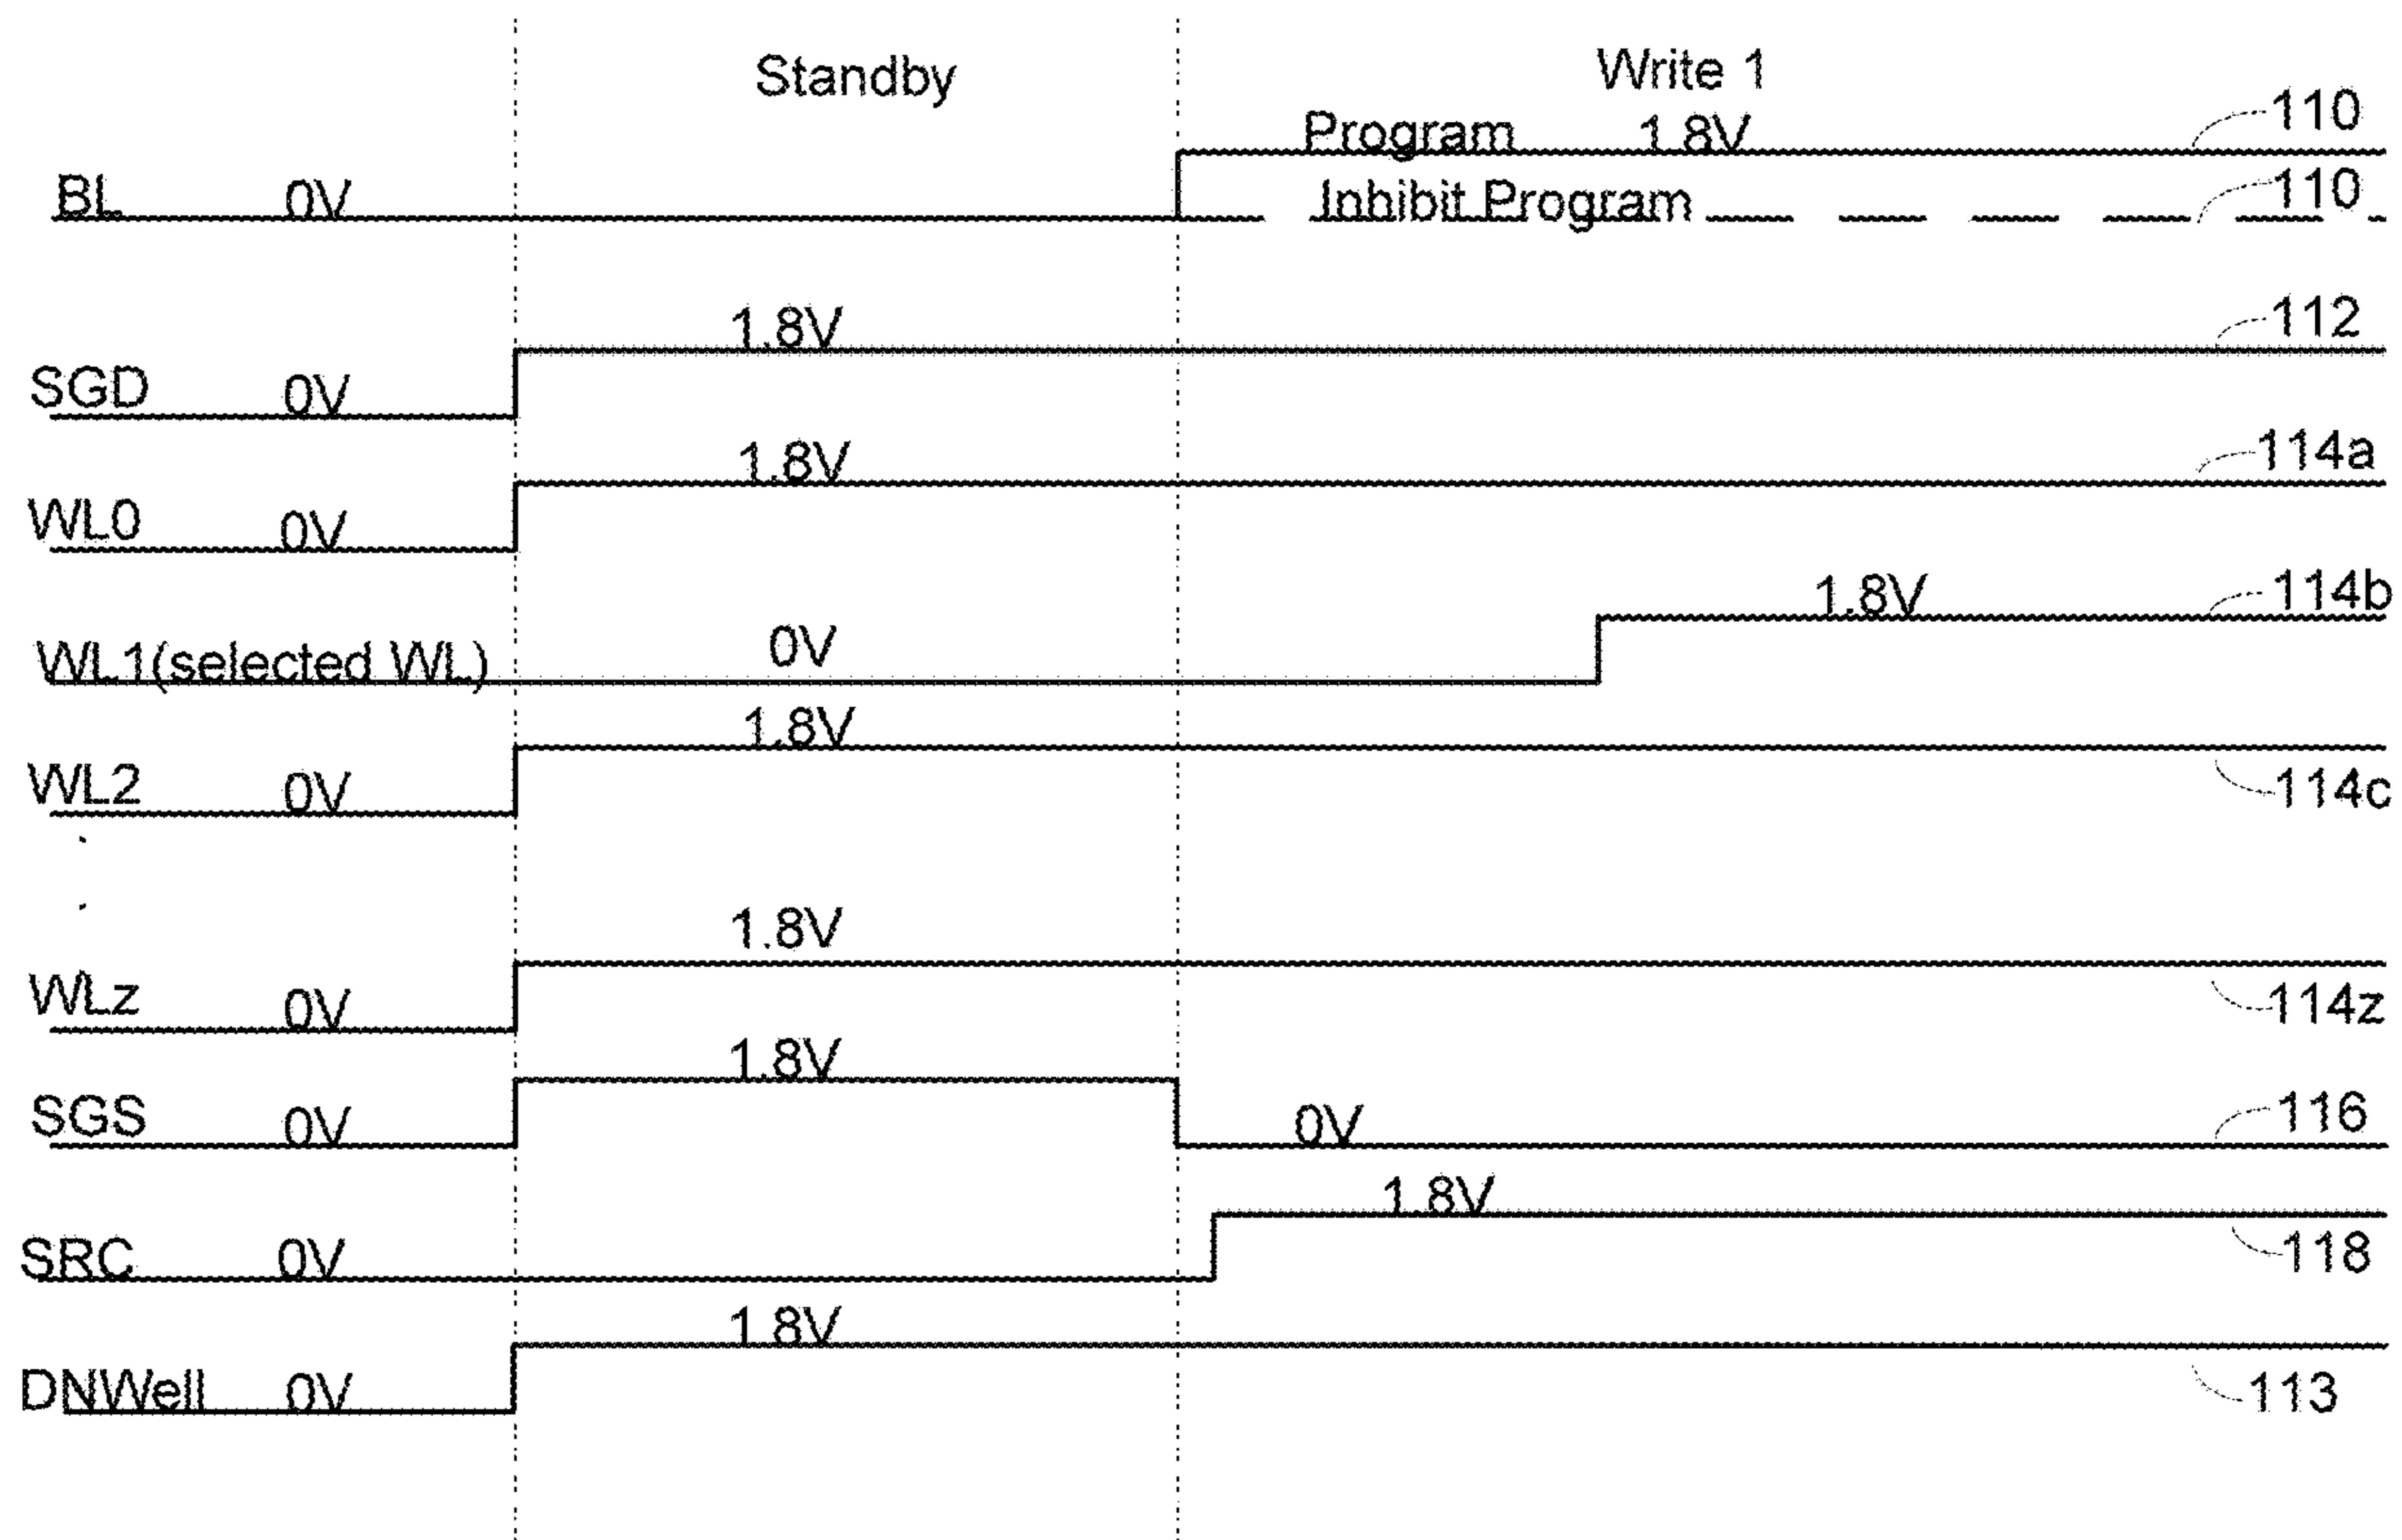 Standby Write 1
Program 1.8V 110
BL 0V Inhibit Program 110
1.8V 112
SGD 0V
1.8V 114a
WL0 0V
1.8V 114b
WL1(selected WL) 0V
1.8V
WL2 0V 114c
1.8V
WLz 0V 114z
1.8V
SGS 0V 0V 116
1.8V
SRC 0V 118
1.8V
DNWell 0V 113